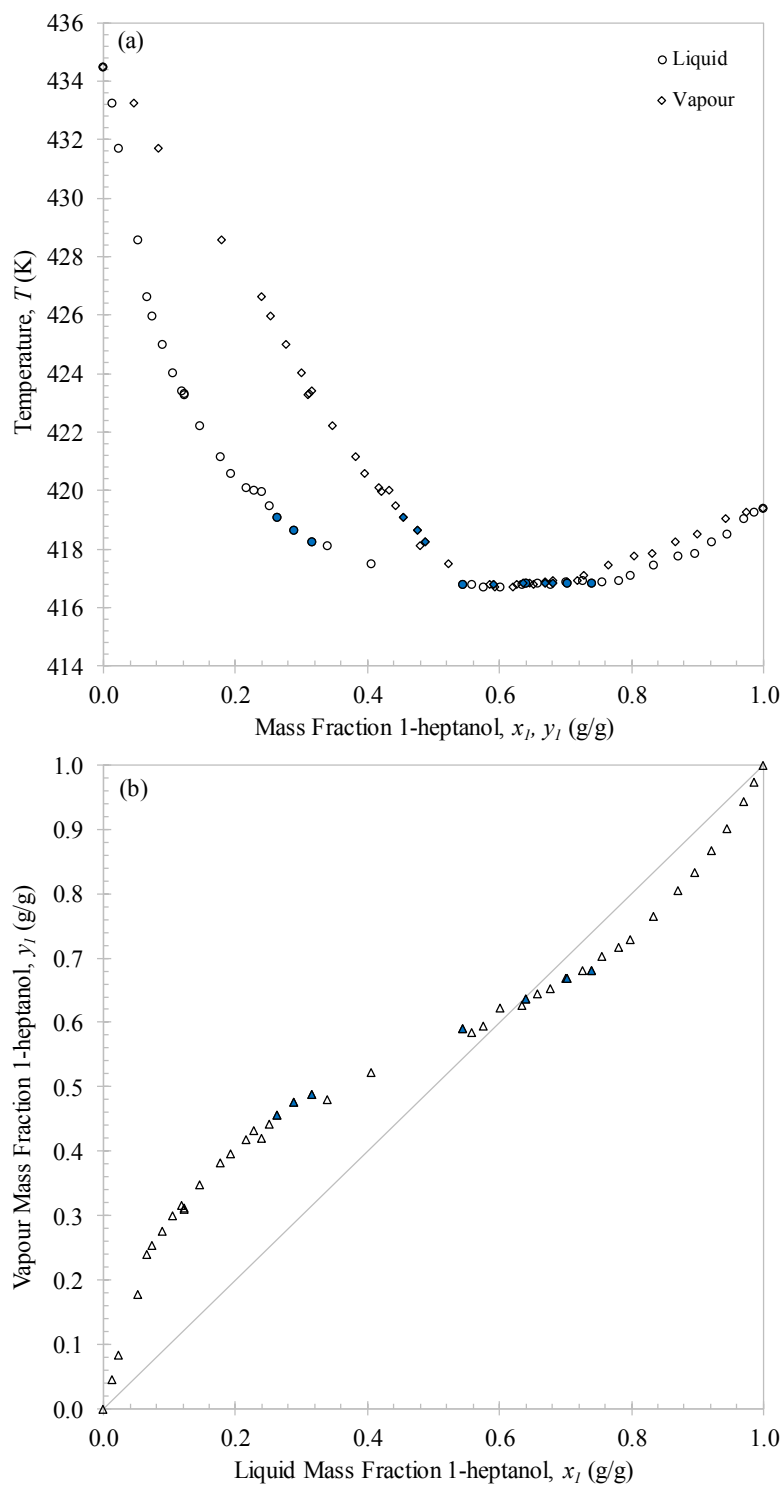 (a)
Liquid
Vapour
436
434
432
430
428
426
424
422
420
418
416
414
Temperature, T (K)
0.0 0.2 0.4 0.6 0.8 1.0
Mass Fraction 1-heptanol, x1, y1 (g/g)
(b)
1.0
0.9
0.8
0.7
0.6
0.5
0.4
0.3
0.2
0.1
0.0
Vapour Mass Fraction 1-heptanol, y1 (g/g)
0.0 0.2 0.4 0.6 0.8 1.0
Liquid Mass Fraction 1-heptanol, x1 (g/g)